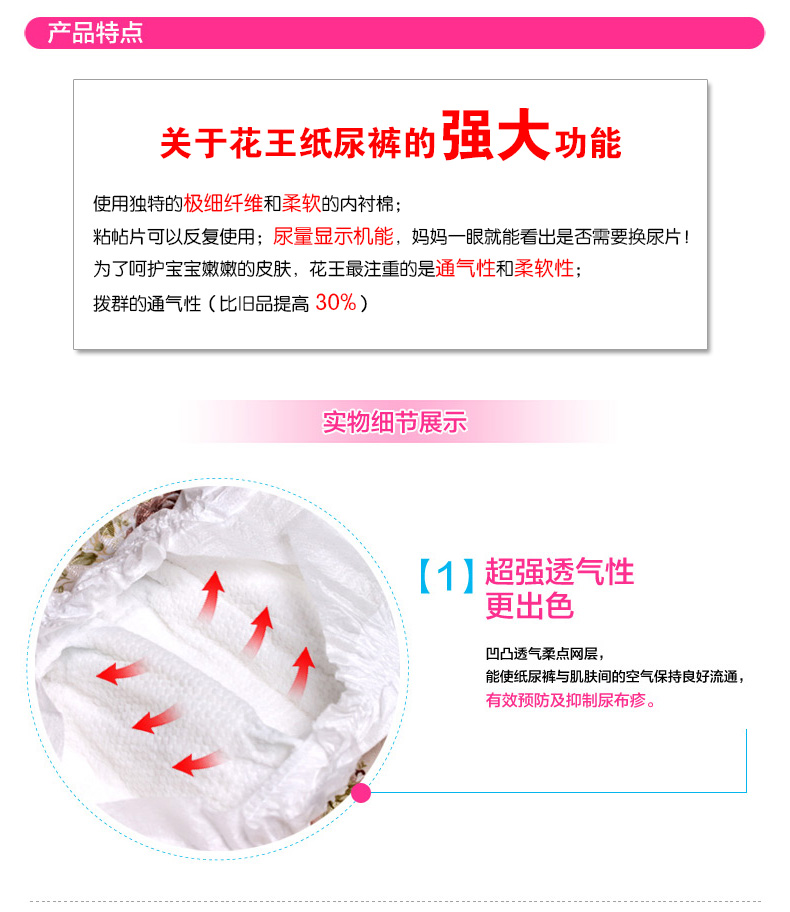 产品特点
关于花王纸尿裤的强大功能
使用独特的极细纤维和柔软的内衬棉；
粘帖片可以反复使用；尿量显示机能，妈妈一眼就能看出是否需要换尿片！
为了呵护宝宝嫩嫩的皮肤，花王最注重的是通气性和柔软性；
拨群的通气性（比旧品提高 30%）
实物细节展示
【1】超强透气性
更出色
凹凸透气柔点网层，
能使纸尿裤与肌肤间的空气保持良好流通，
有效预防及抑制尿布疹。